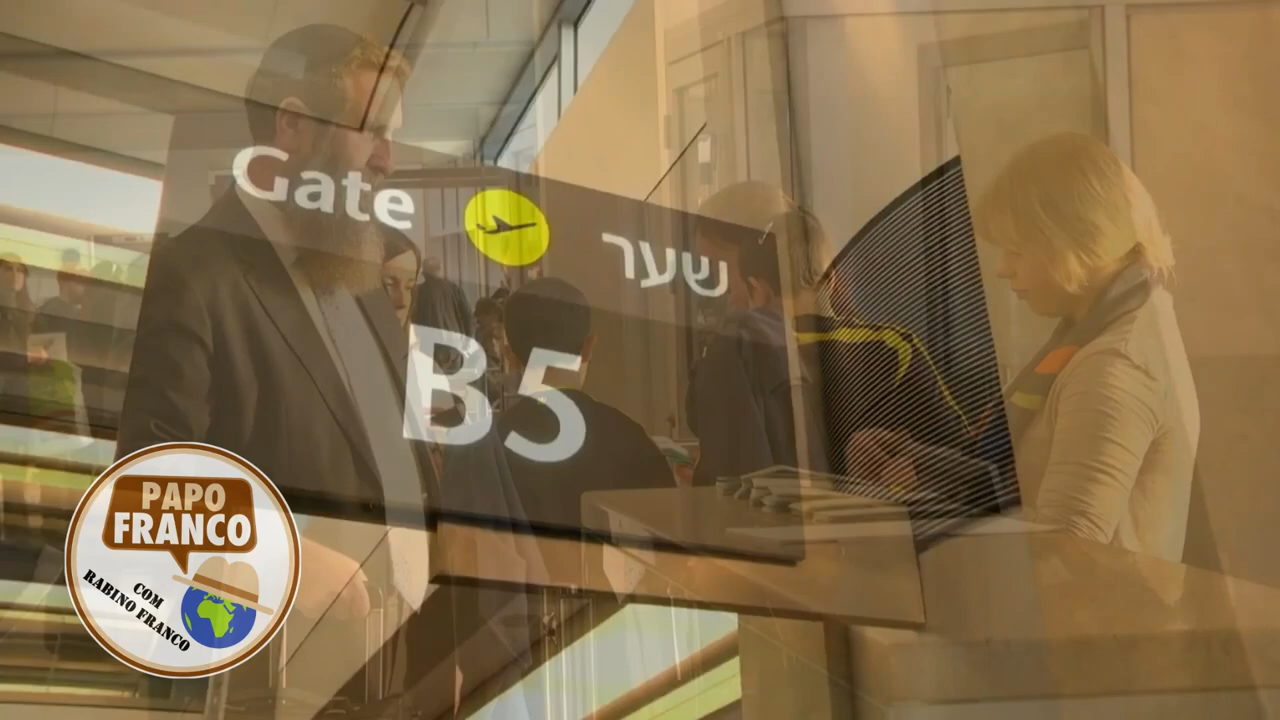 Gate שער
B5
PAPO
FRANCO
COM
RABINO FRANCO